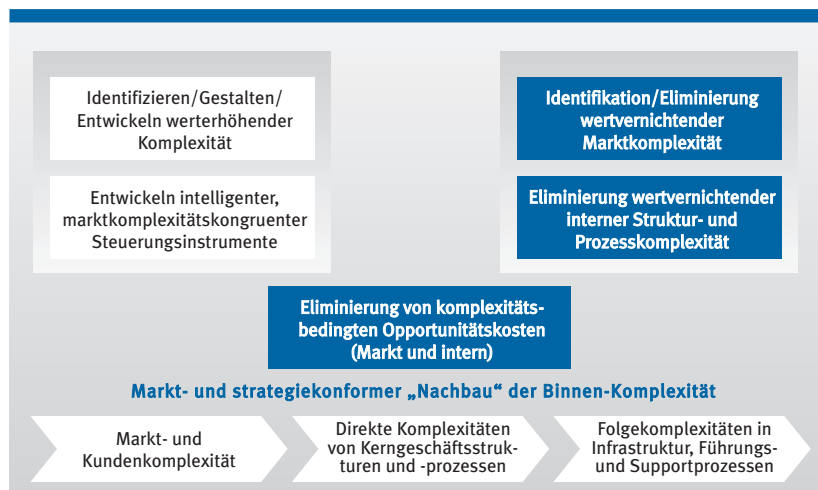 Identifizieren/Gestalten/
Entwickeln werterhöhender
Komplexität
Entwickeln intelligenter,
marktkomplexitätskongruenter
Steuerungsinstrumente
Identifikation/Eliminierung
wertvernichtender
Marktkomplexität
Eliminierung wertvernichtender
interner Struktur- und
Prozesskomplexität
Eliminierung von komplexitäts-
bedingten Opportunitätskosten
(Markt und intern)
Markt- und strategiekonformer „Nachbau“ der Binnen-Komplexität
Markt- und
Kundenkomplexität
Direkte Komplexitäten
von Kerngeschäftsstruk-
turen und -prozessen
Folgekomplexitäten in
Infrastruktur, Führungs-
und Supportprozessen